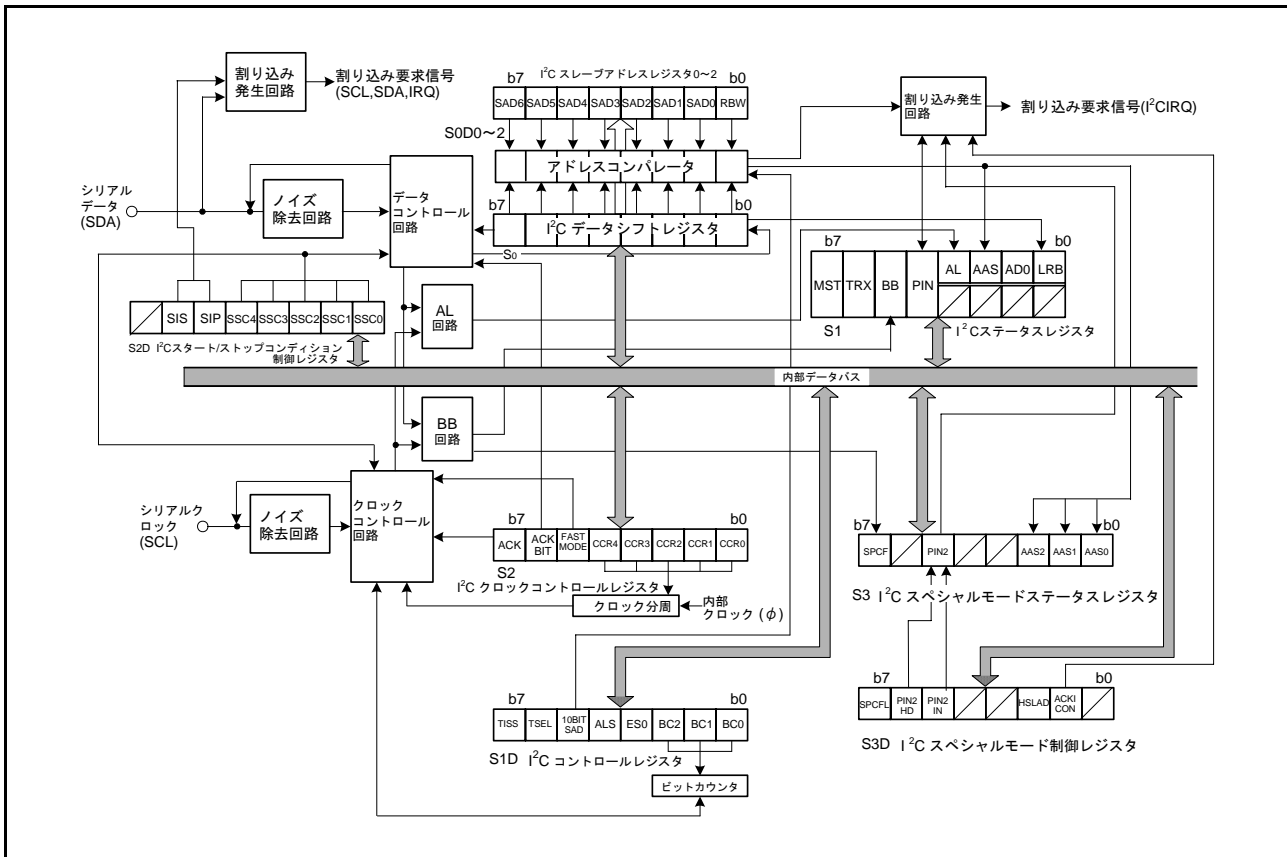 割り込み
発生回路
割り込み要求信号
(SCL,SDA,IRQ)
b7
I²C スレーブアドレスレジスタ0～2
b0
SAD6 SAD5 SAD4 SAD3 SAD2 SAD1 SAD0 RBW
S0D0～2
アドレスコンパレータ
割り込み発生
回路
割り込み要求信号(I²CIRQ)
シリアル
データ
(SDA)
ノイズ
除去回路
データ
コントロール
回路
b7
b0
I²C データシフトレジスタ
S0
b7
b0
MST TRX BB PIN AL AAS AD0 LRB
S1
I²Cステータスレジスタ
SIS SIP SSC4 SSC3 SSC2 SSC1 SSC0
S2D I²Cスタート/ストップコンディション
制御レジスタ
AL
回路
内部データバス
BB
回路
シリアルク
ロック
(SCL)
ノイズ
除去回路
クロック
コントロール
回路
b7
b0
ACK ACK BIT FAST MODE CCR4 CCR3 CCR2 CCR1 CCR0
S2
I²C クロックコントロールレジスタ
クロック分周
内部
クロック (φ)
b7
b0
SPCF PIN2 AAS2 AAS1 AAS0
S3 I²C スペシャルモードステータスレジスタ
b7
b0
TISS TSEL 10BIT SAD ALS ES0 BC2 BC1 BC0
S1D I²C コントロールレジスタ
ビットカウンタ
b7
b0
SPCFL PIN2 HD PIN2 IN HSLAD ACKI CON
S3D I²C スペシャルモード制御レジスタ